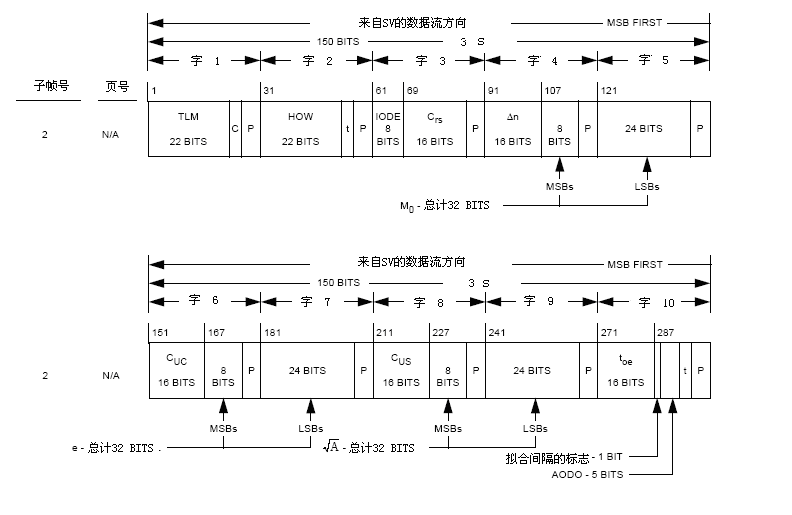 来自SV的数据流方向 MSB FIRST
150 BITS 3 S
字 1 字 2 字 3 字 4 字 5
子帧号 页号 1 31 61 69 91 107 121
TLM HOW IODE Crs Δn
2 N/A C P t P 8 P 8 P 24 BITS P
22 BITS 22 BITS BITS 16 BITS 16 BITS BITS
MSBs LSBs
M0 - 总计32 BITS
来自SV的数据流方向 MSB FIRST
150 BITS 3 S
字 6 字 7 字 8 字 9 字 10
151 167 181 211 227 241 271 287
CUC CUS toe
2 N/A 8 P 24 BITS P 8 P 24 BITS P t P
16 BITS BITS 16 BITS BITS 16 BITS
MSBs LSBs MSBs LSBs
e - 总计32 BITS . √A - 总计32 BITS
拟合间隔的标志 - 1 BIT
AODO - 5 BITS